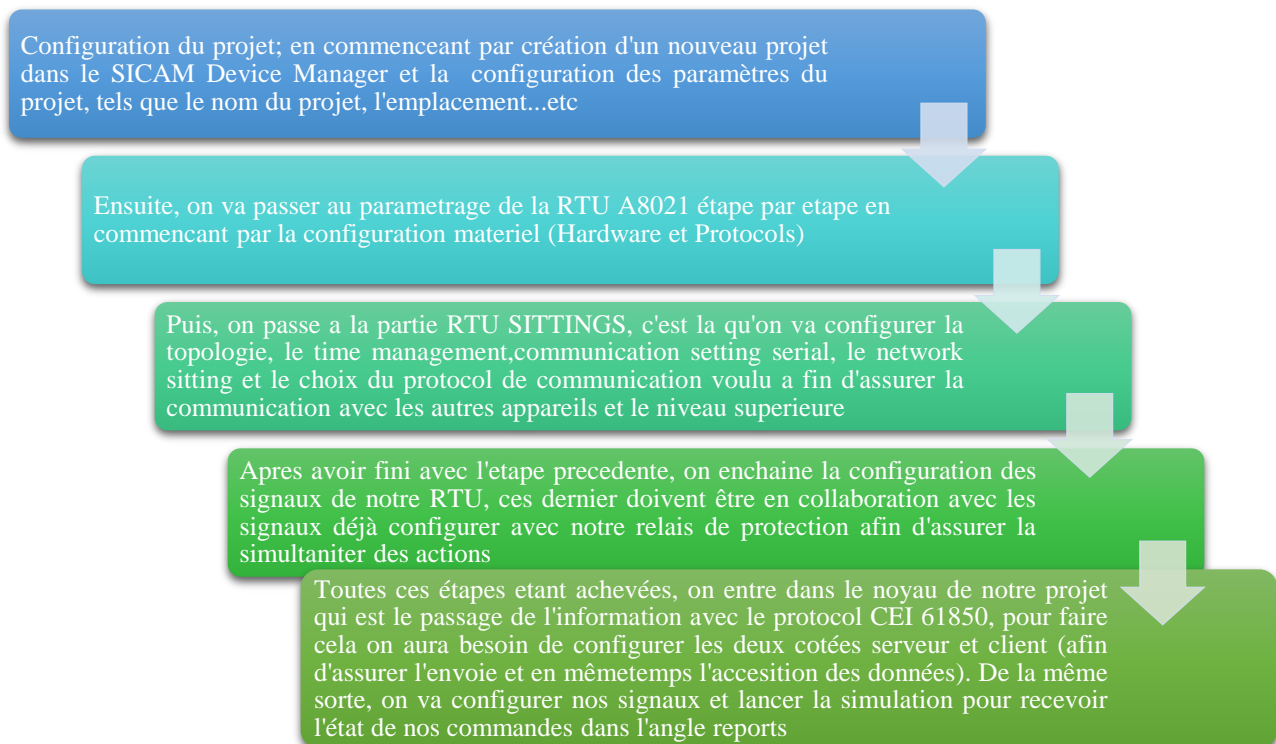 Configuration du projet; en commenceant par création d'un nouveau projet
dans le SICAM Device Manager et la configuration des paramètres du
projet, tels que le nom du projet, l'emplacement...etc
Ensuite, on va passer au parametrage de la RTU A8021 étape par etape en
commencant par la configuration materiel (Hardware et Protocols)
Puis, on passe a la partie RTU SITTINGS, c'est la qu'on va configurer la
topologie, le time management,communication setting serial, le network
sitting et le choix du protocol de communication voulu a fin d'assurer la
communication avec les autres appareils et le niveau superieure
Apres avoir fini avec l'etape precedente, on enchaine la configuration des
signaux de notre RTU, ces dernier doivent être en collaboration avec les
signaux déjà configurer avec notre relais de protection afin d'assurer la
simultaniter des actions
Toutes ces étapes etant achevées, on entre dans le noyau de notre projet
qui est le passage de l'information avec le protocol CEI 61850, pour faire
cela on aura besoin de configurer les deux cotées serveur et client (afin
d'assurer l'envoie et en mêmetemps l'accesition des données). De la même
sorte, on va configurer nos signaux et lancer la simulation pour recevoir
l'état de nos commandes dans l'angle reports